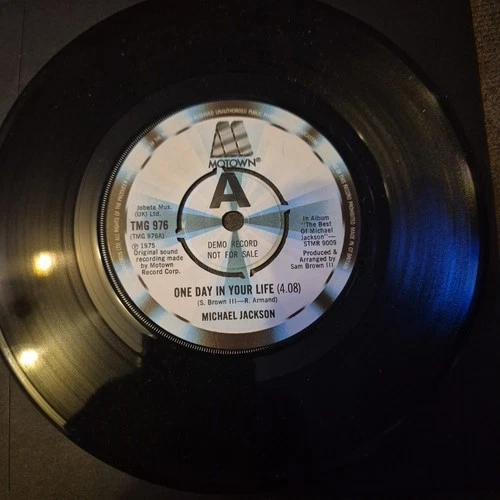 UNAUTHORISED PUBLIC
M
MOTOWN®
A
Jobete Mus.
(UK) Ltd.
TMG 976
(TMG 976A)
℗ 1975
Original sound
recording made
by Motown
Record Corp.
DEMO RECORD
NOT FOR SALE
In Album
"The Best
Of Michael
Jackson"—
STMR 9009
Produced &
Arranged by
Sam Brown III
ONE DAY IN YOUR LIFE (4.08)
(S. Brown III—R. Armand)
MICHAEL JACKSON